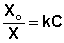 X₀/X = kC